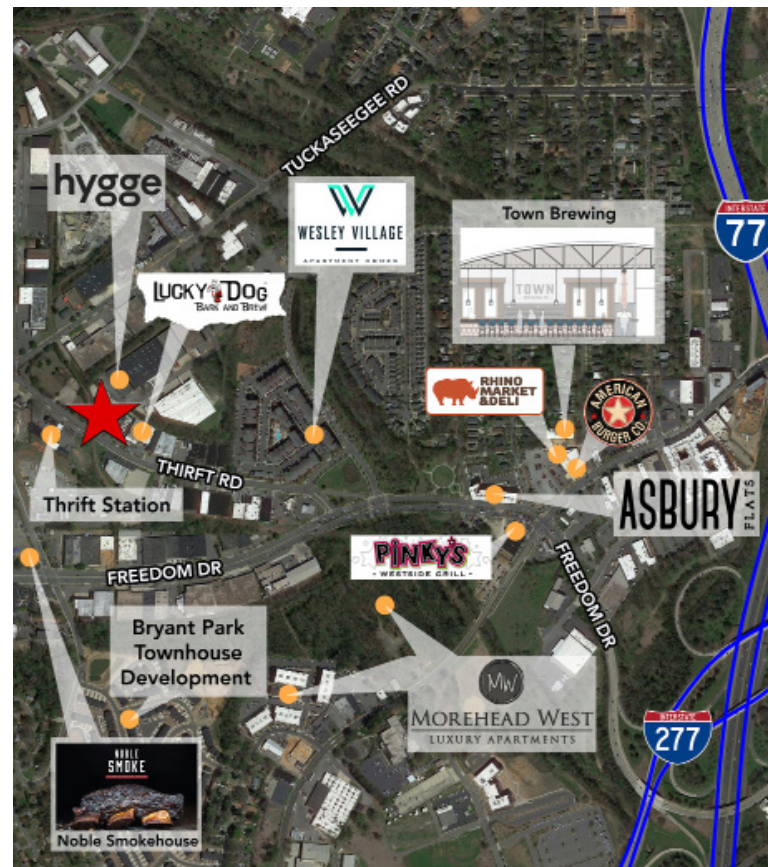 TUCKASEEGEE RD
hygge
WESLEY VILLAGE
APARTMENT HOMES
Town Brewing
TOWN
INTERSTATE
77
LUCKY DOG
BARK AND BREW
RHINO
MARKET
&DELI
AMERICAN
BURGER CO
THIRFT RD
Thrift Station
ASBURY
FLATS
PINKY'S
- WESTSIDE GRILL -
FREEDOM DR
FREEDOM DR
Bryant Park
Townhouse
Development
MW
MOREHEAD WEST
LUXURY APARTMENTS
INTERSTATE
277
NOBLE
SMOKE
Noble Smokehouse